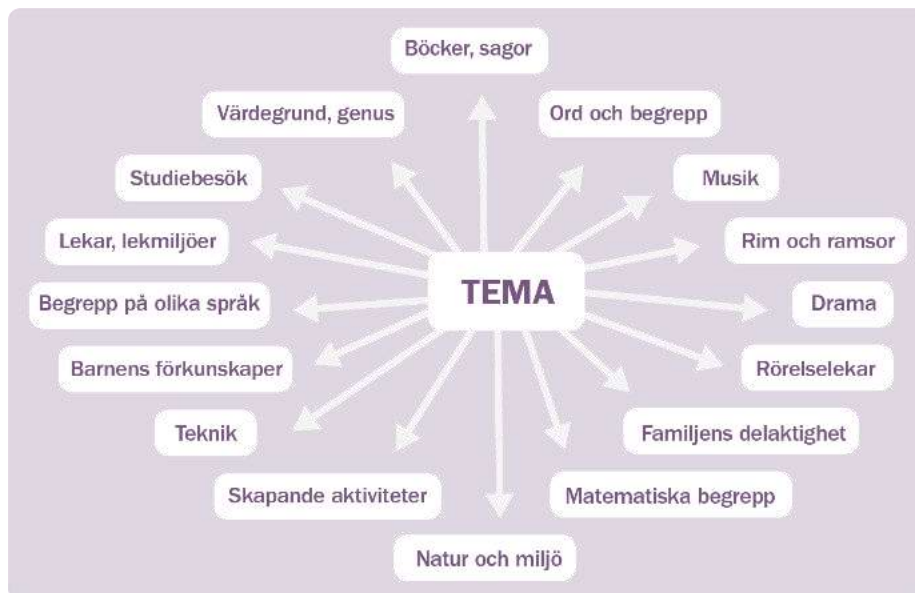 Böcker, sagor
Värdegrund, genus
Ord och begrepp
Studiebesök
Musik
Lekar, lekmiljöer
Rim och ramsor
TEMA
Begrepp på olika språk
Drama
Barnens förkunskaper
Rörelselekar
Teknik
Familjens delaktighet
Skapande aktiviteter
Matematiska begrepp
Natur och miljö